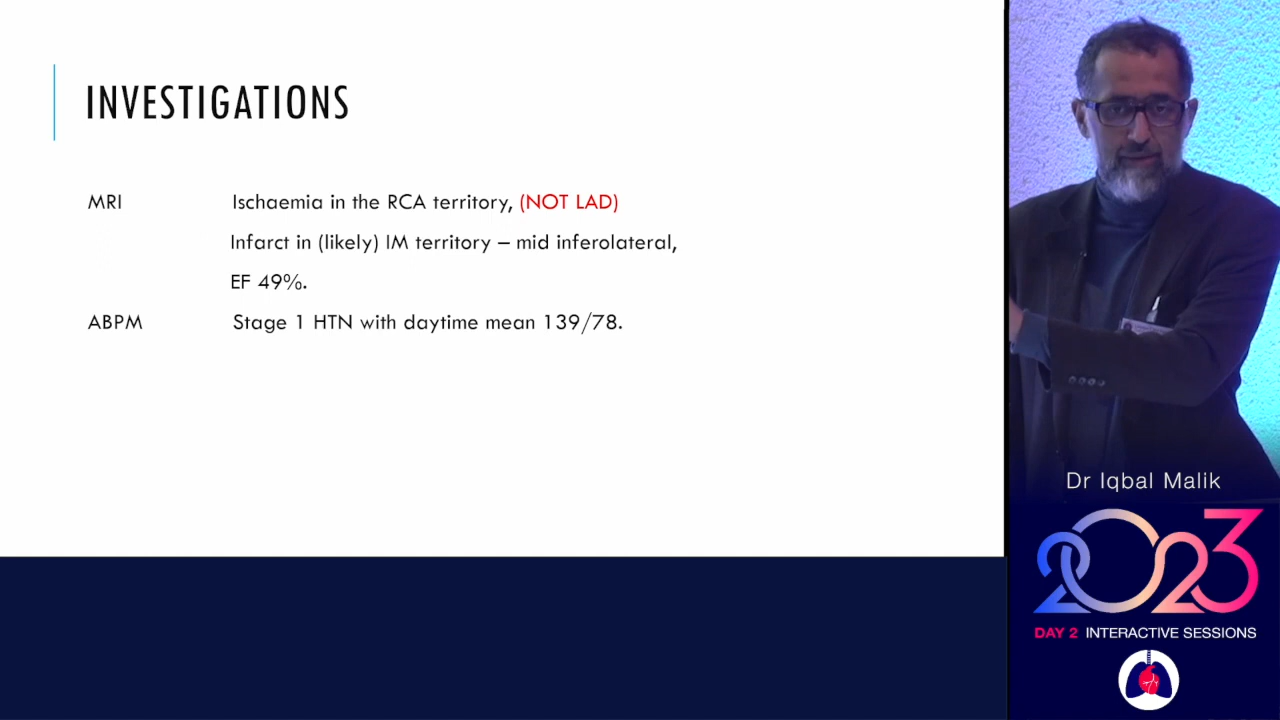 INVESTIGATIONS
MRI Ischaemia in the RCA territory, (NOT LAD)
Infarct in (likely) IM territory – mid inferolateral,
EF 49%.
ABPM Stage 1 HTN with daytime mean 139/78.
Dr Iqbal Malik
2023
DAY 2 INTERACTIVE SESSIONS